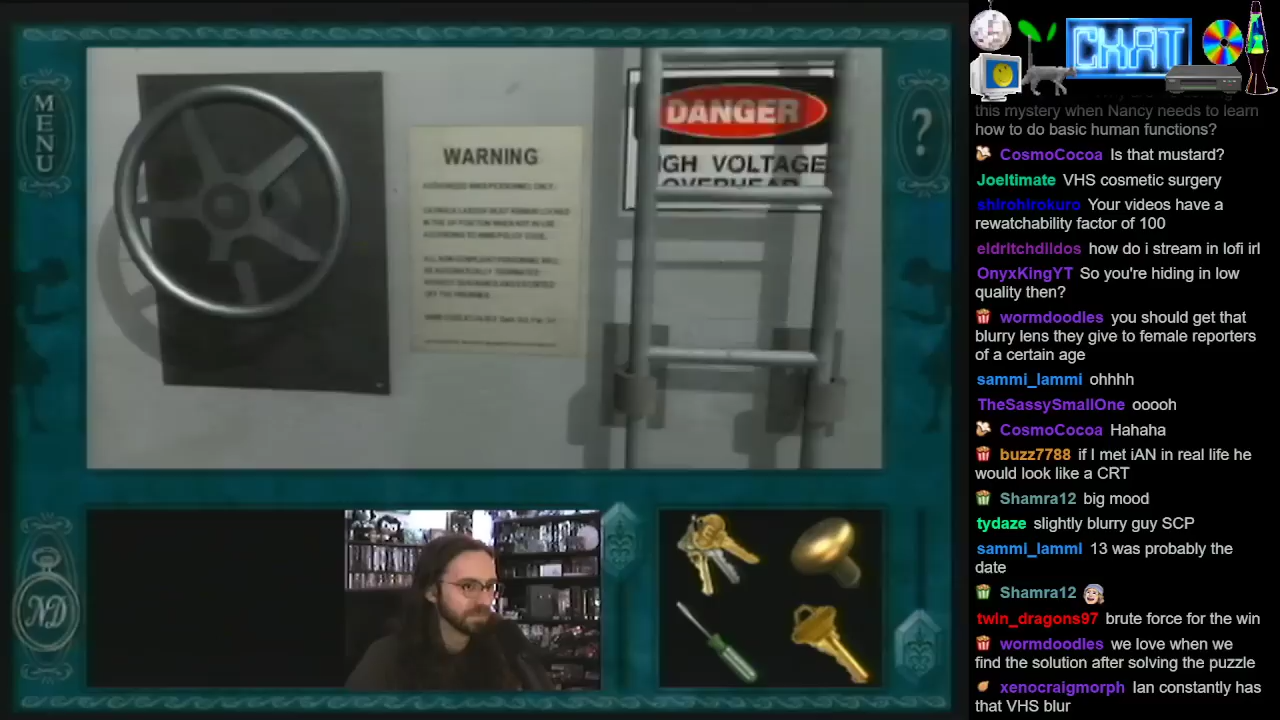 MENU
WARNING
DANGER
IGH VOLTAGE
OVERHEAD
?
ND
CHAT
this mystery when Nancy needs to learn
how to do basic human functions?
CosmoCocoa Is that mustard?
Joeltimate VHS cosmetic surgery
shirohirokuro Your videos have a
rewatchability factor of 100
eldritchdildos how do i stream in lofi irl
OnyxKingYT So you're hiding in low
quality then?
wormdoodles you should get that
blurry lens they give to female reporters
of a certain age
sammi_lammi ohhhh
TheSassySmallOne ooooh
CosmoCocoa Hahaha
buzz7788 if I met iAN in real life he
would look like a CRT
Shamra12 big mood
tydaze slightly blurry guy SCP
sammi_lammi 13 was probably the
date
Shamra12
twin_dragons97 brute force for the win
wormdoodles we love when we
find the solution after solving the puzzle
xenocraigmorph Ian constantly has
that VHS blur